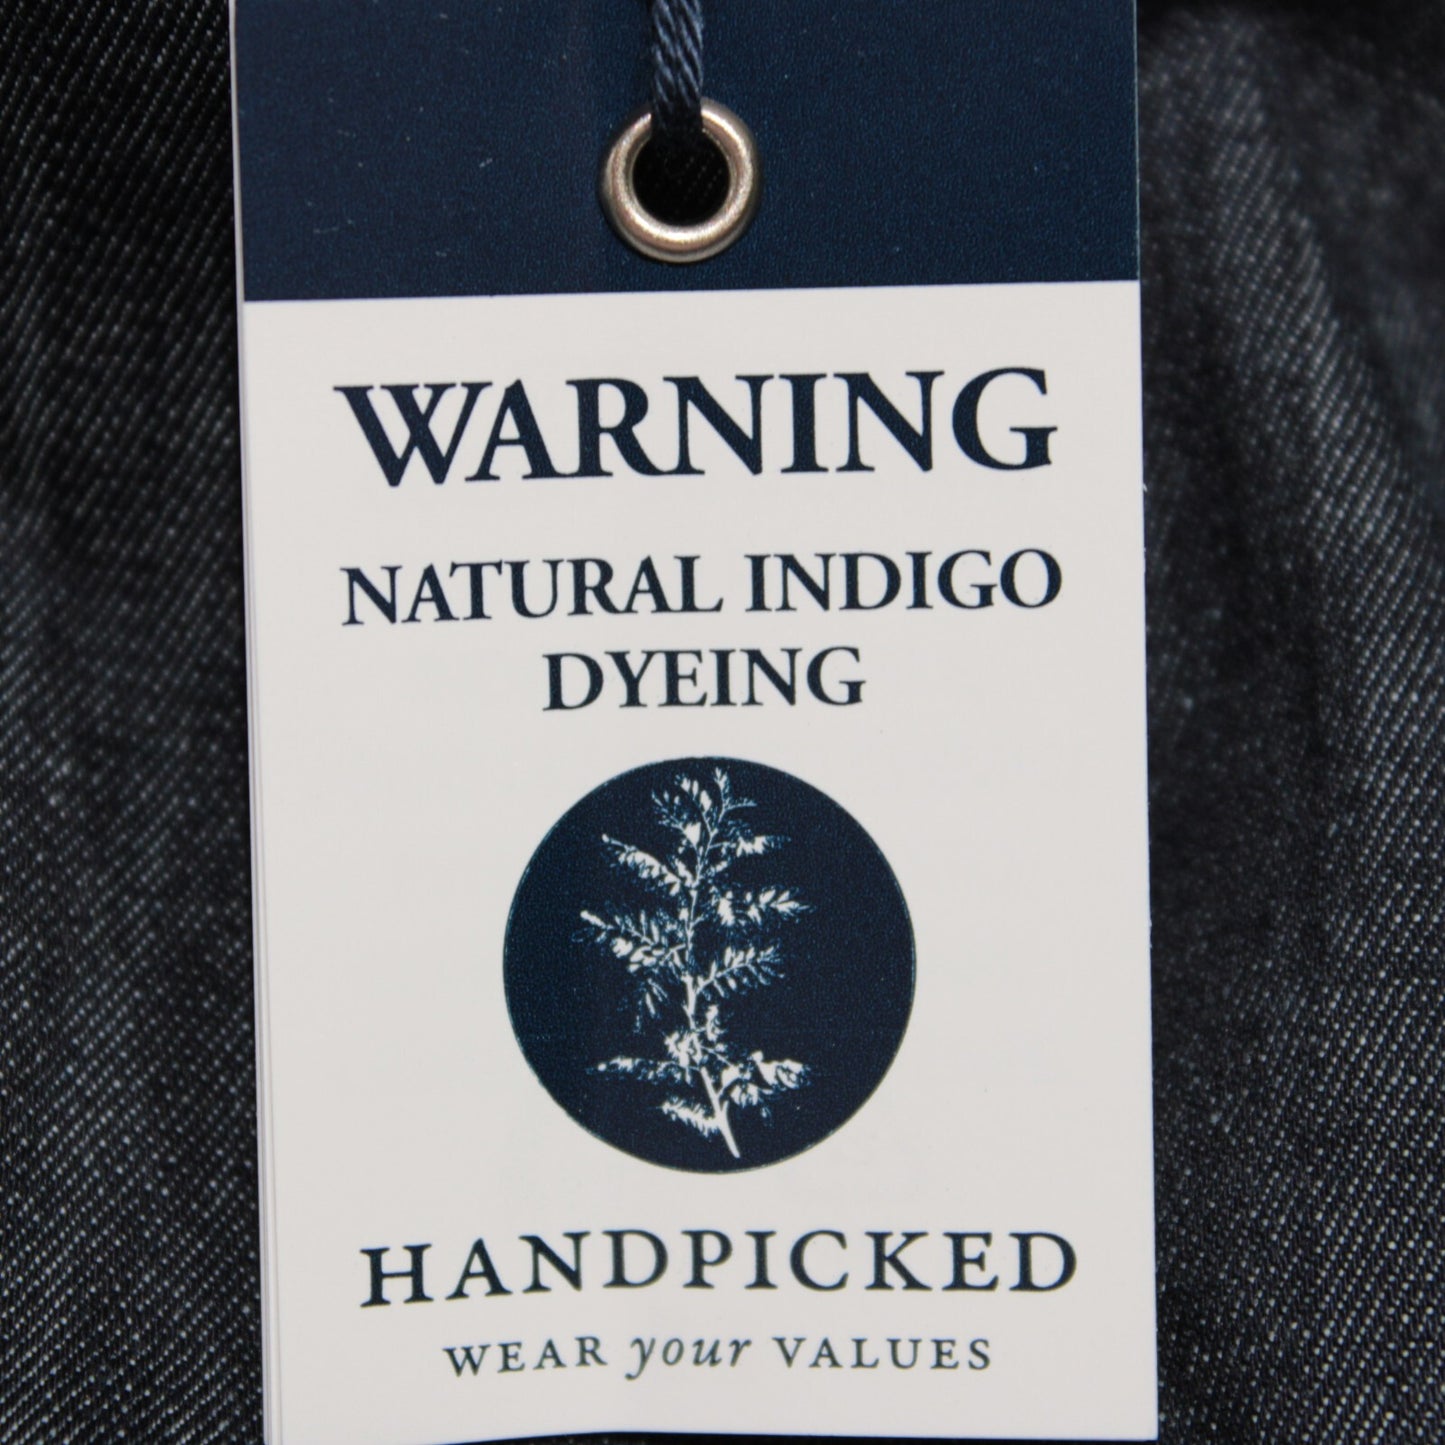 WARNING
NATURAL INDIGO
DYEING
HANDPICKED
WEAR your VALUES